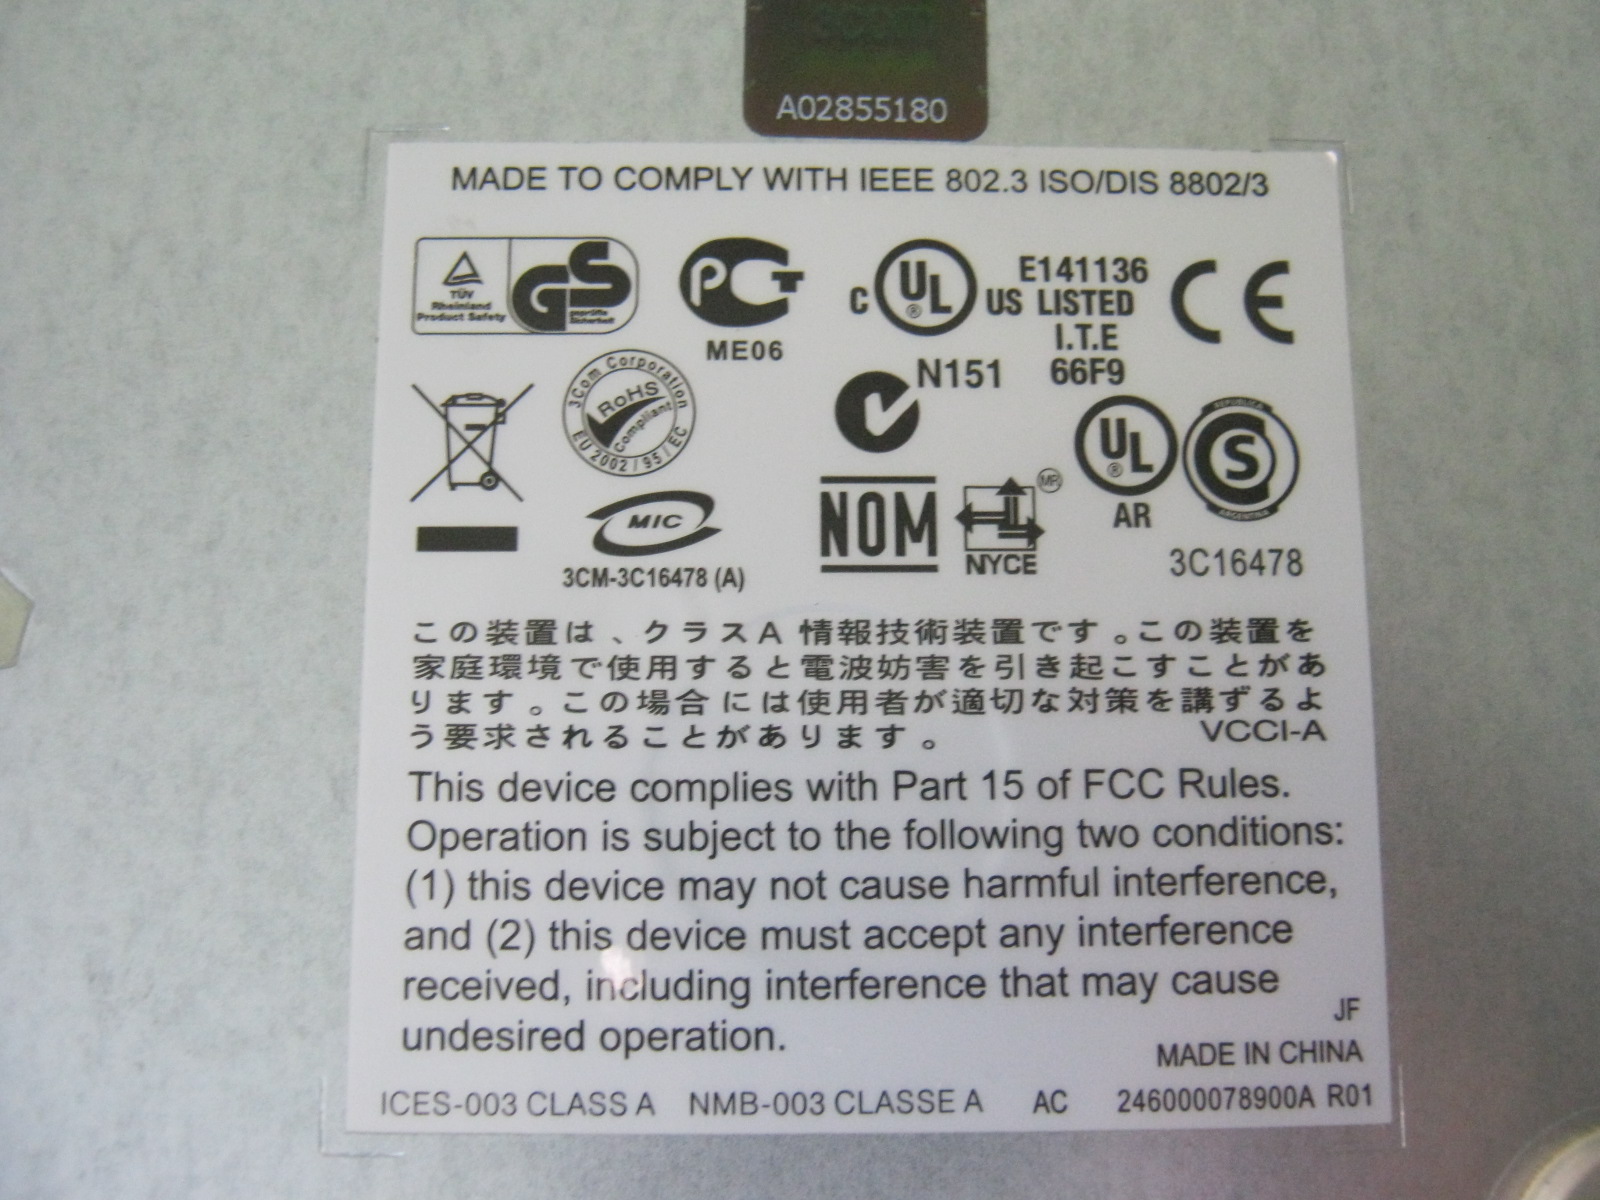 A02855180
MADE TO COMPLY WITH IEEE 802.3 ISO/DIS 8802/3
TÜV
Rheinland
Product Safety
GS
geprüfte
Sicherheit
PCT
ME06
C UL® US
E141136
LISTED
I.T.E
66F9
CE
3Com Corporation
RoHS
Compliant
EU 2002/95/EC
N151
UL®
AR
REPUBLICA
S
ARGENTINA
MIC
3CM-3C16478 (A)
NOM
MR
NYCE
3C16478
この装置は、クラスA 情報技術装置です。この装置を
家庭環境で使用すると電波妨害を引き起こすことがあ
ります。この場合には使用者が適切な対策を講ずるよ
う要求されることがあります。 VCCI-A
This device complies with Part 15 of FCC Rules.
Operation is subject to the following two conditions:
(1) this device may not cause harmful interference,
and (2) this device must accept any interference
received, including interference that may cause
undesired operation.
JF
MADE IN CHINA
ICES-003 CLASS A NMB-003 CLASSE A AC 246000078900A R01